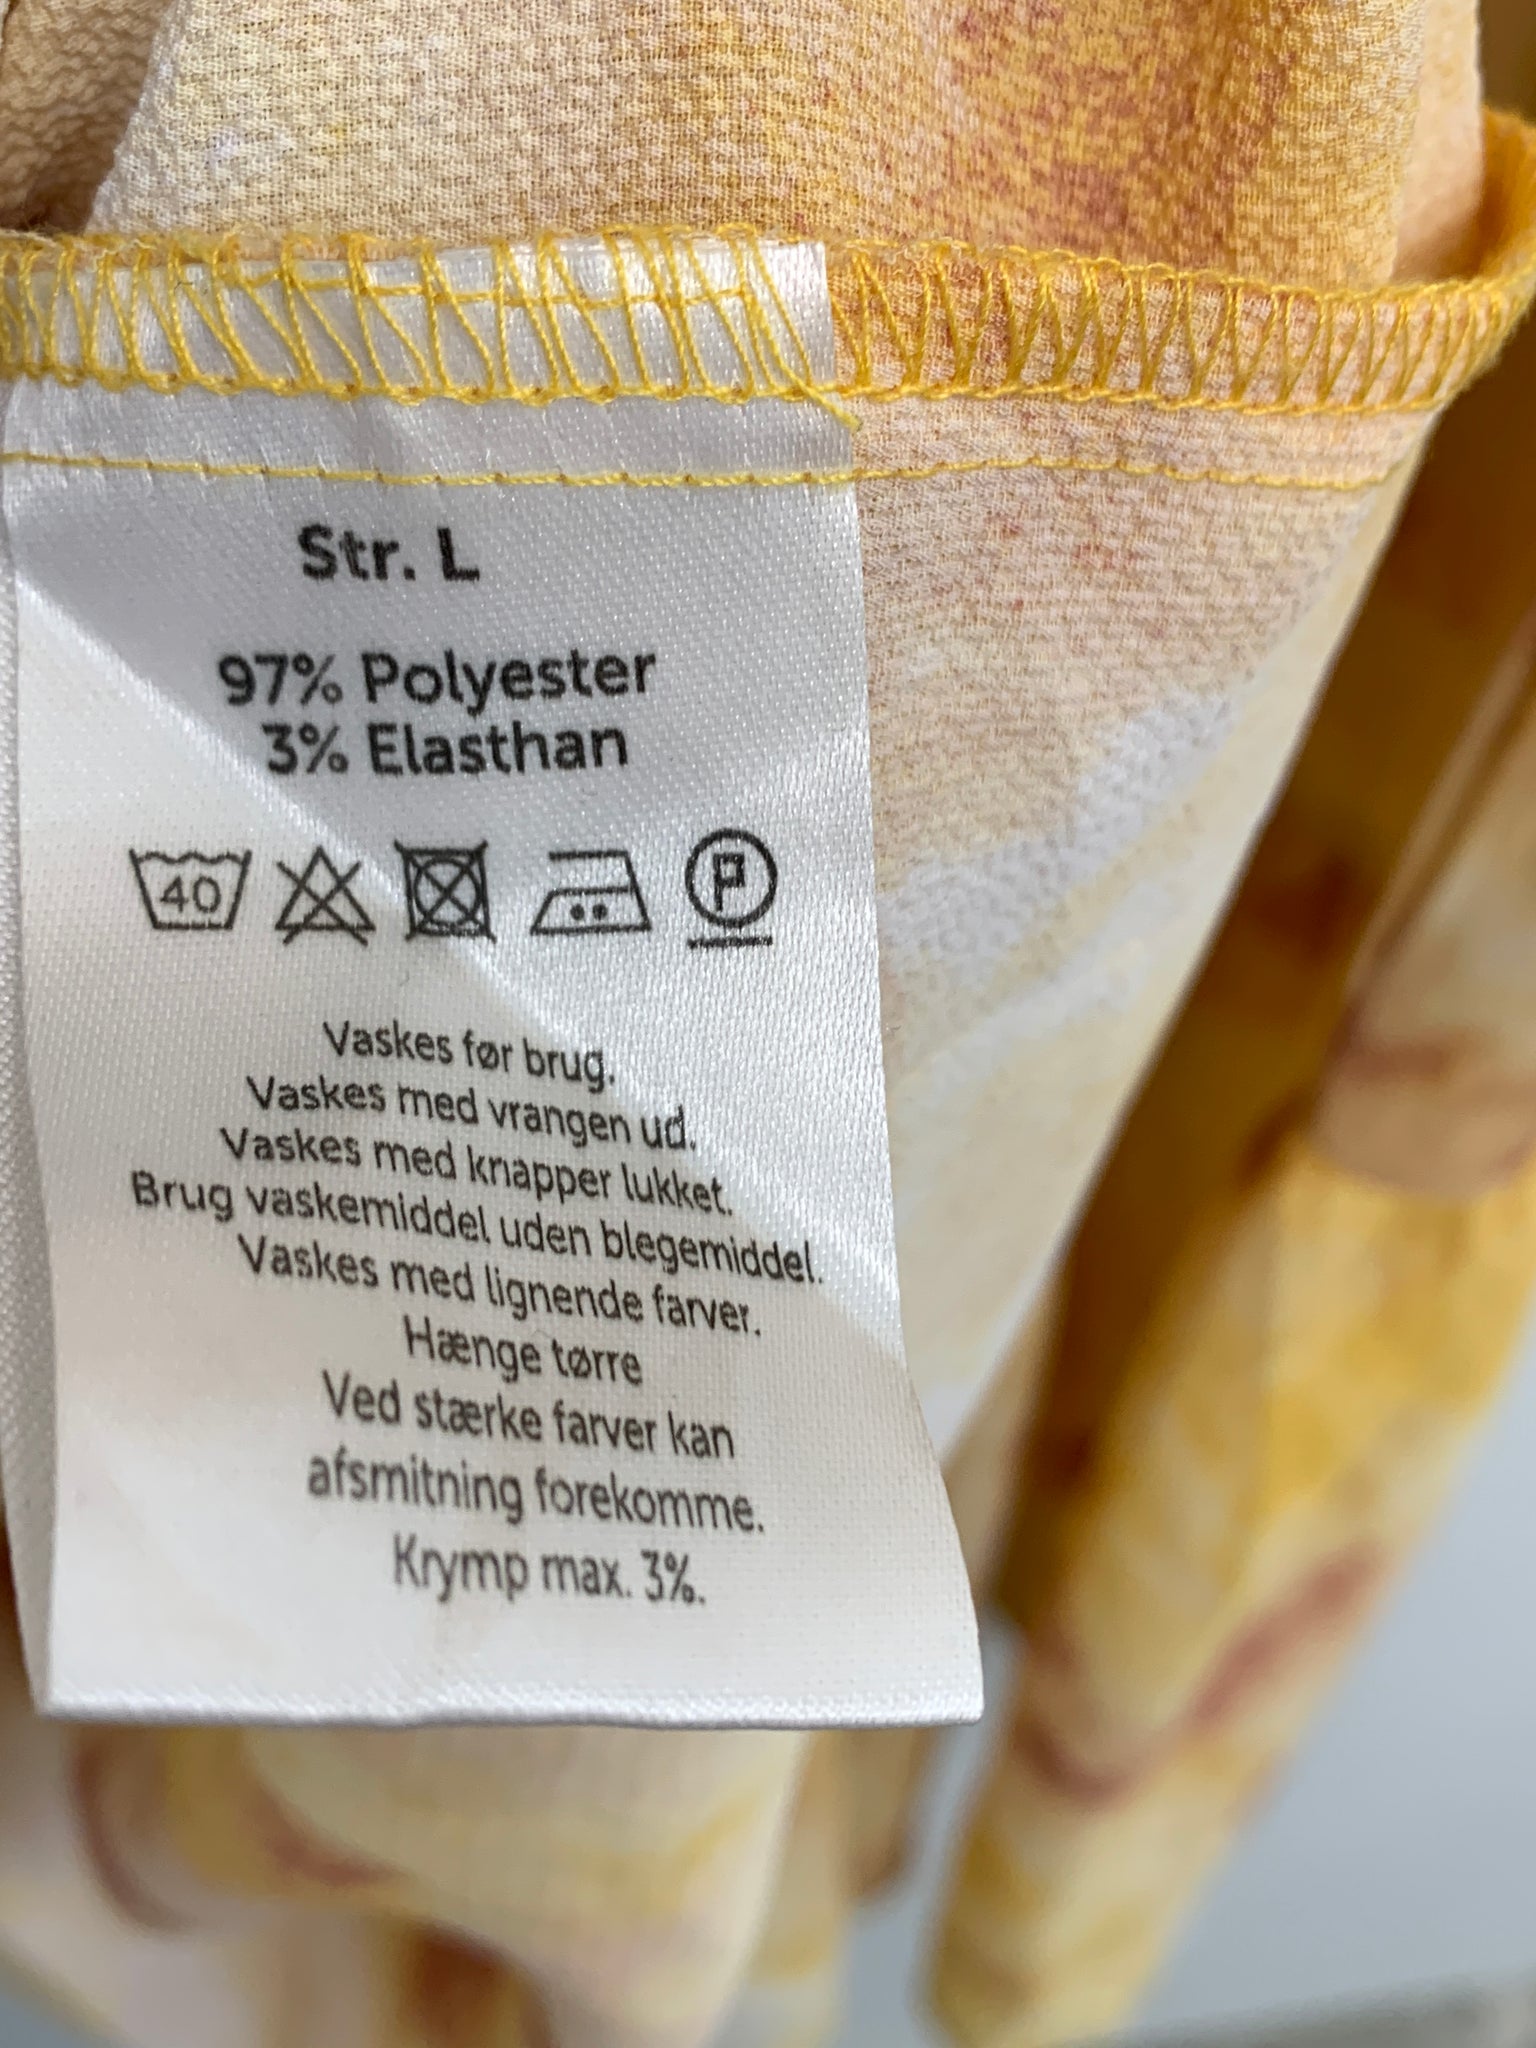 Str. L
97% Polyester
3% Elasthan
40 P
Vaskes før brug.
Vaskes med vrangen ud.
Vaskes med knapper lukket.
Brug vaskemiddel uden blegemiddel.
Vaskes med lignende farver.
Hænge tørre
Ved stærke farver kan
afsmitning forekomme.
Krymp max. 3%.